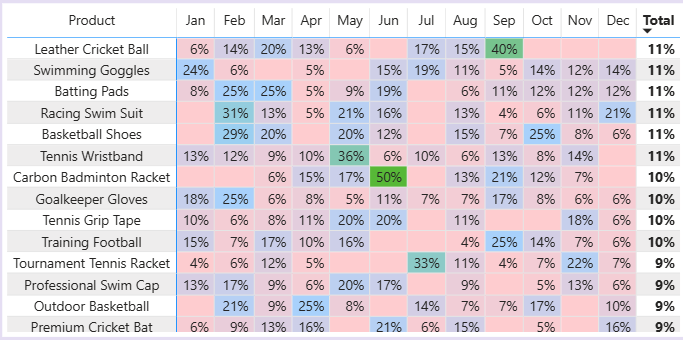 Product Jan Feb Mar Apr May Jun Jul Aug Sep Oct Nov Dec Total
Leather Cricket Ball 6% 14% 20% 13% 6% 17% 15% 40% 11%
Swimming Goggles 24% 6% 5% 15% 19% 11% 5% 14% 12% 14% 11%
Batting Pads 8% 25% 25% 5% 9% 19% 6% 11% 12% 12% 12% 11%
Racing Swim Suit 31% 13% 5% 21% 16% 13% 4% 6% 11% 21% 11%
Basketball Shoes 29% 20% 20% 12% 15% 7% 25% 8% 6% 11%
Tennis Wristband 13% 12% 9% 10% 36% 6% 10% 6% 13% 8% 14% 11%
Carbon Badminton Racket 6% 15% 17% 50% 13% 21% 12% 7% 10%
Goalkeeper Gloves 18% 25% 6% 8% 5% 11% 7% 7% 17% 8% 6% 6% 10%
Tennis Grip Tape 10% 6% 8% 11% 20% 20% 11% 18% 6% 10%
Training Football 15% 7% 17% 10% 16% 4% 25% 14% 7% 6% 10%
Tournament Tennis Racket 4% 6% 12% 5% 33% 11% 4% 7% 22% 7% 9%
Professional Swim Cap 13% 17% 9% 6% 20% 17% 9% 5% 13% 6% 9%
Outdoor Basketball 21% 9% 25% 8% 14% 7% 7% 17% 10% 9%
Premium Cricket Bat 6% 9% 13% 16% 21% 6% 15% 5% 16% 9%